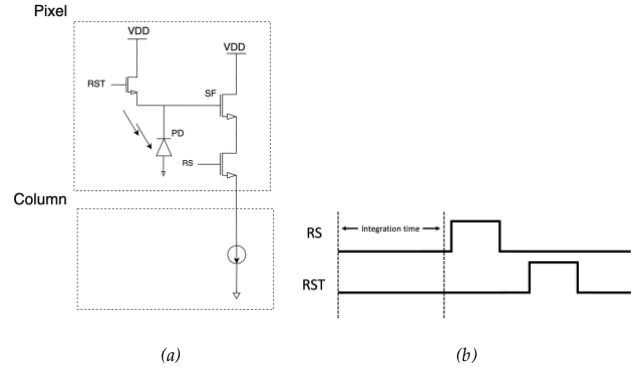 Pixel
VDD
VDD
RST
SF
PD
RS
Column
Integration time
RS
RST
(a)
(b)